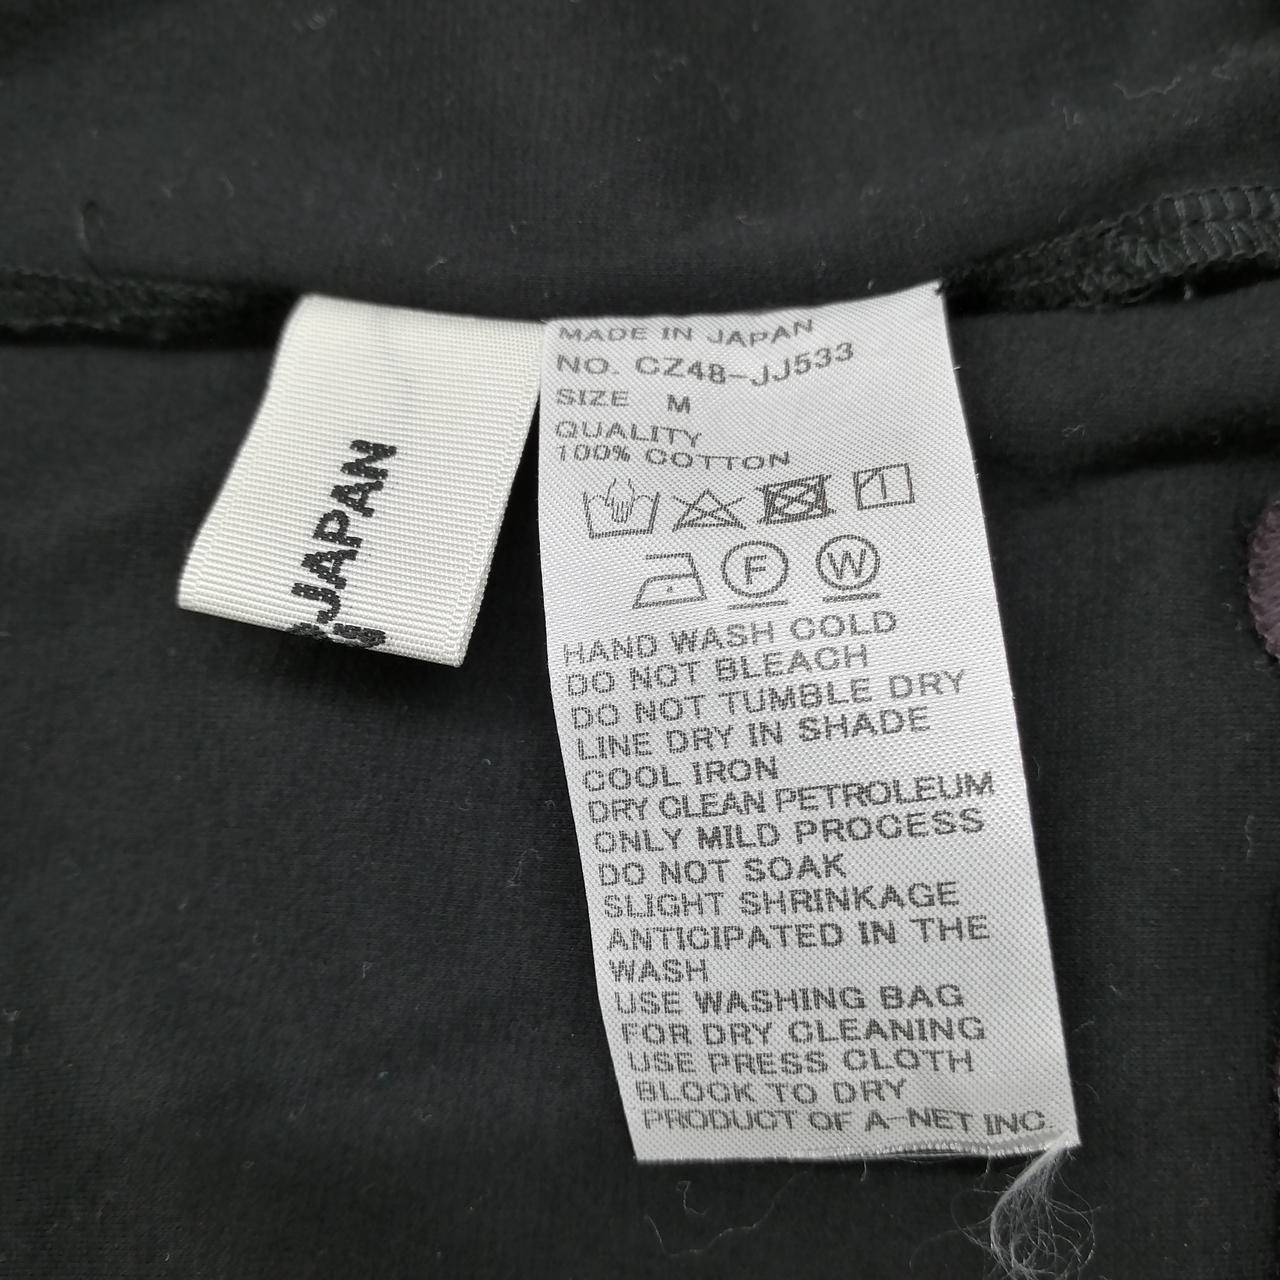 JAPAN
M
MADE IN JAPAN
NO. CZ48-JJ533
SIZE M
QUALITY
100% COTTON
F W
HAND WASH COLD
DO NOT BLEACH
DO NOT TUMBLE DRY
LINE DRY IN SHADE
COOL IRON
DRY CLEAN PETROLEUM
ONLY MILD PROCESS
DO NOT SOAK
SLIGHT SHRINKAGE
ANTICIPATED IN THE
WASH
USE WASHING BAG
FOR DRY CLEANING
USE PRESS CLOTH
BLOCK TO DRY
PRODUCT OF A-NET INC.